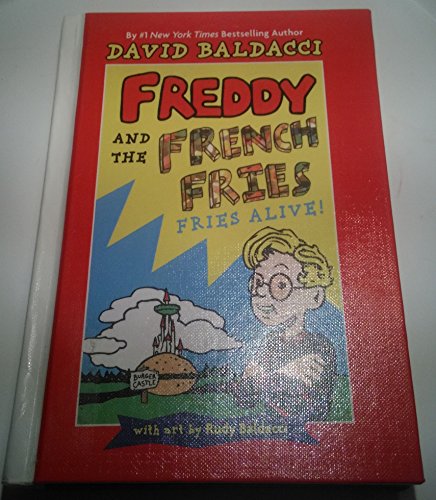 By #1 New York Times Bestselling Author
DAVID BALDACCI
FREDDY
AND THE
FRENCH
FRIES
FRIES ALIVE!
BURGER
CASTLE
with art by Rudy Baldacci